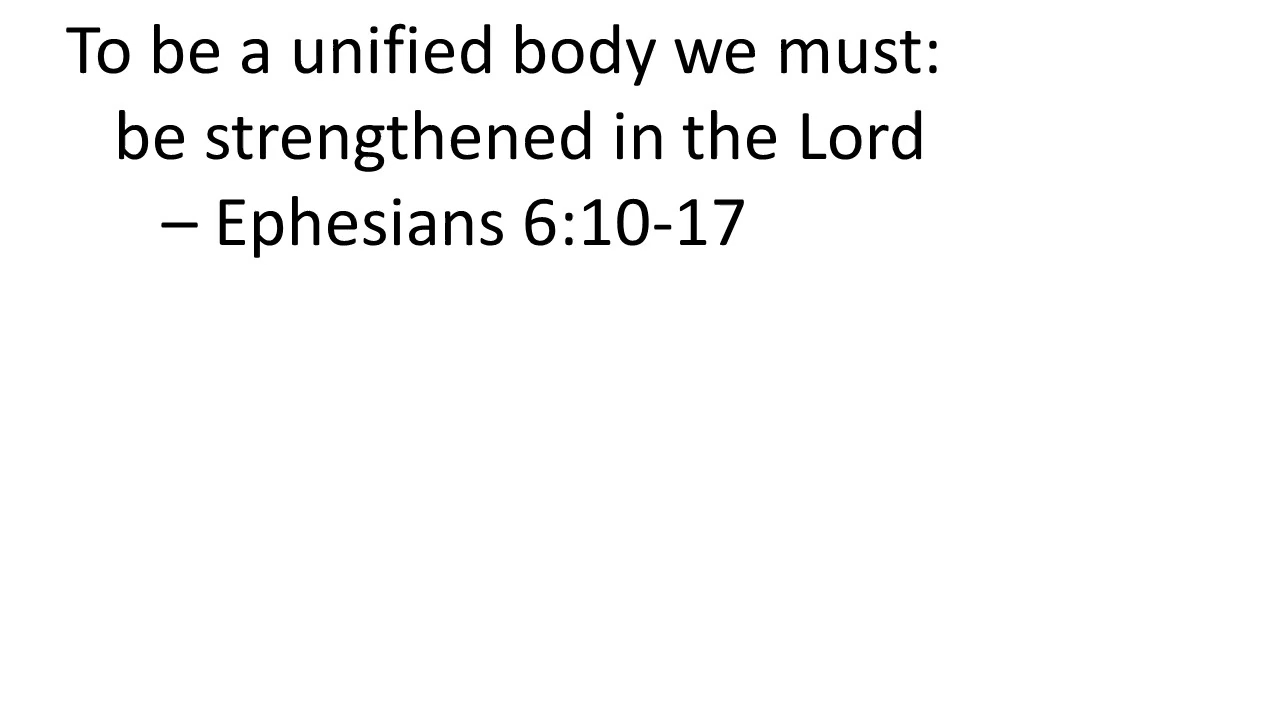 To be a unified body we must:
be strengthened in the Lord
– Ephesians 6:10-17